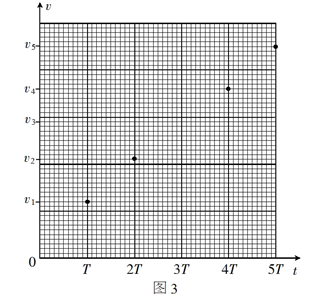 v
v₅
v₄
v₃
v₂
v₁
0
T 2T 3T 4T 5T t
图 3